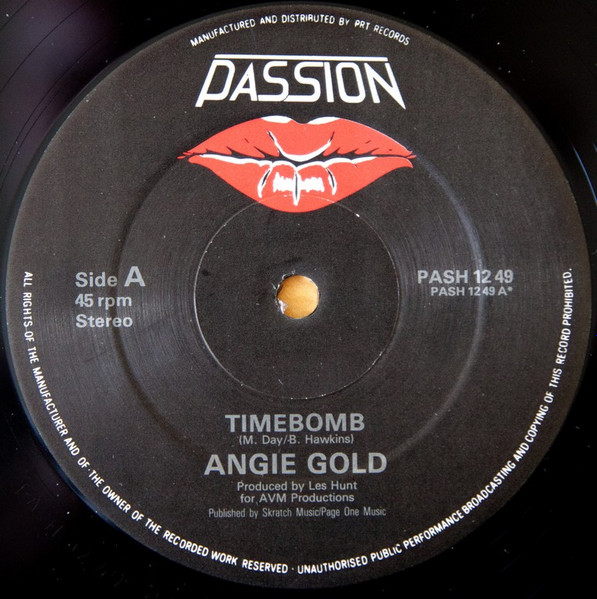 MANUFACTURED AND DISTRIBUTED BY PRT RECORDS
PASSION
Side A
45 rpm
Stereo
PASH 12 49
PASH 12 49 A*
TIMEBOMB
(M. Day/B. Hawkins)
ANGIE GOLD
Produced by Les Hunt
for AVM Productions
Published by Skratch Music/Page One Music
ALL RIGHTS OF THE MANUFACTURER AND OF THE OWNER OF THE RECORDED WORK RESERVED · UNAUTHORISED PUBLIC PERFORMANCE BROADCASTING AND COPYING OF THIS RECORD PROHIBITED.